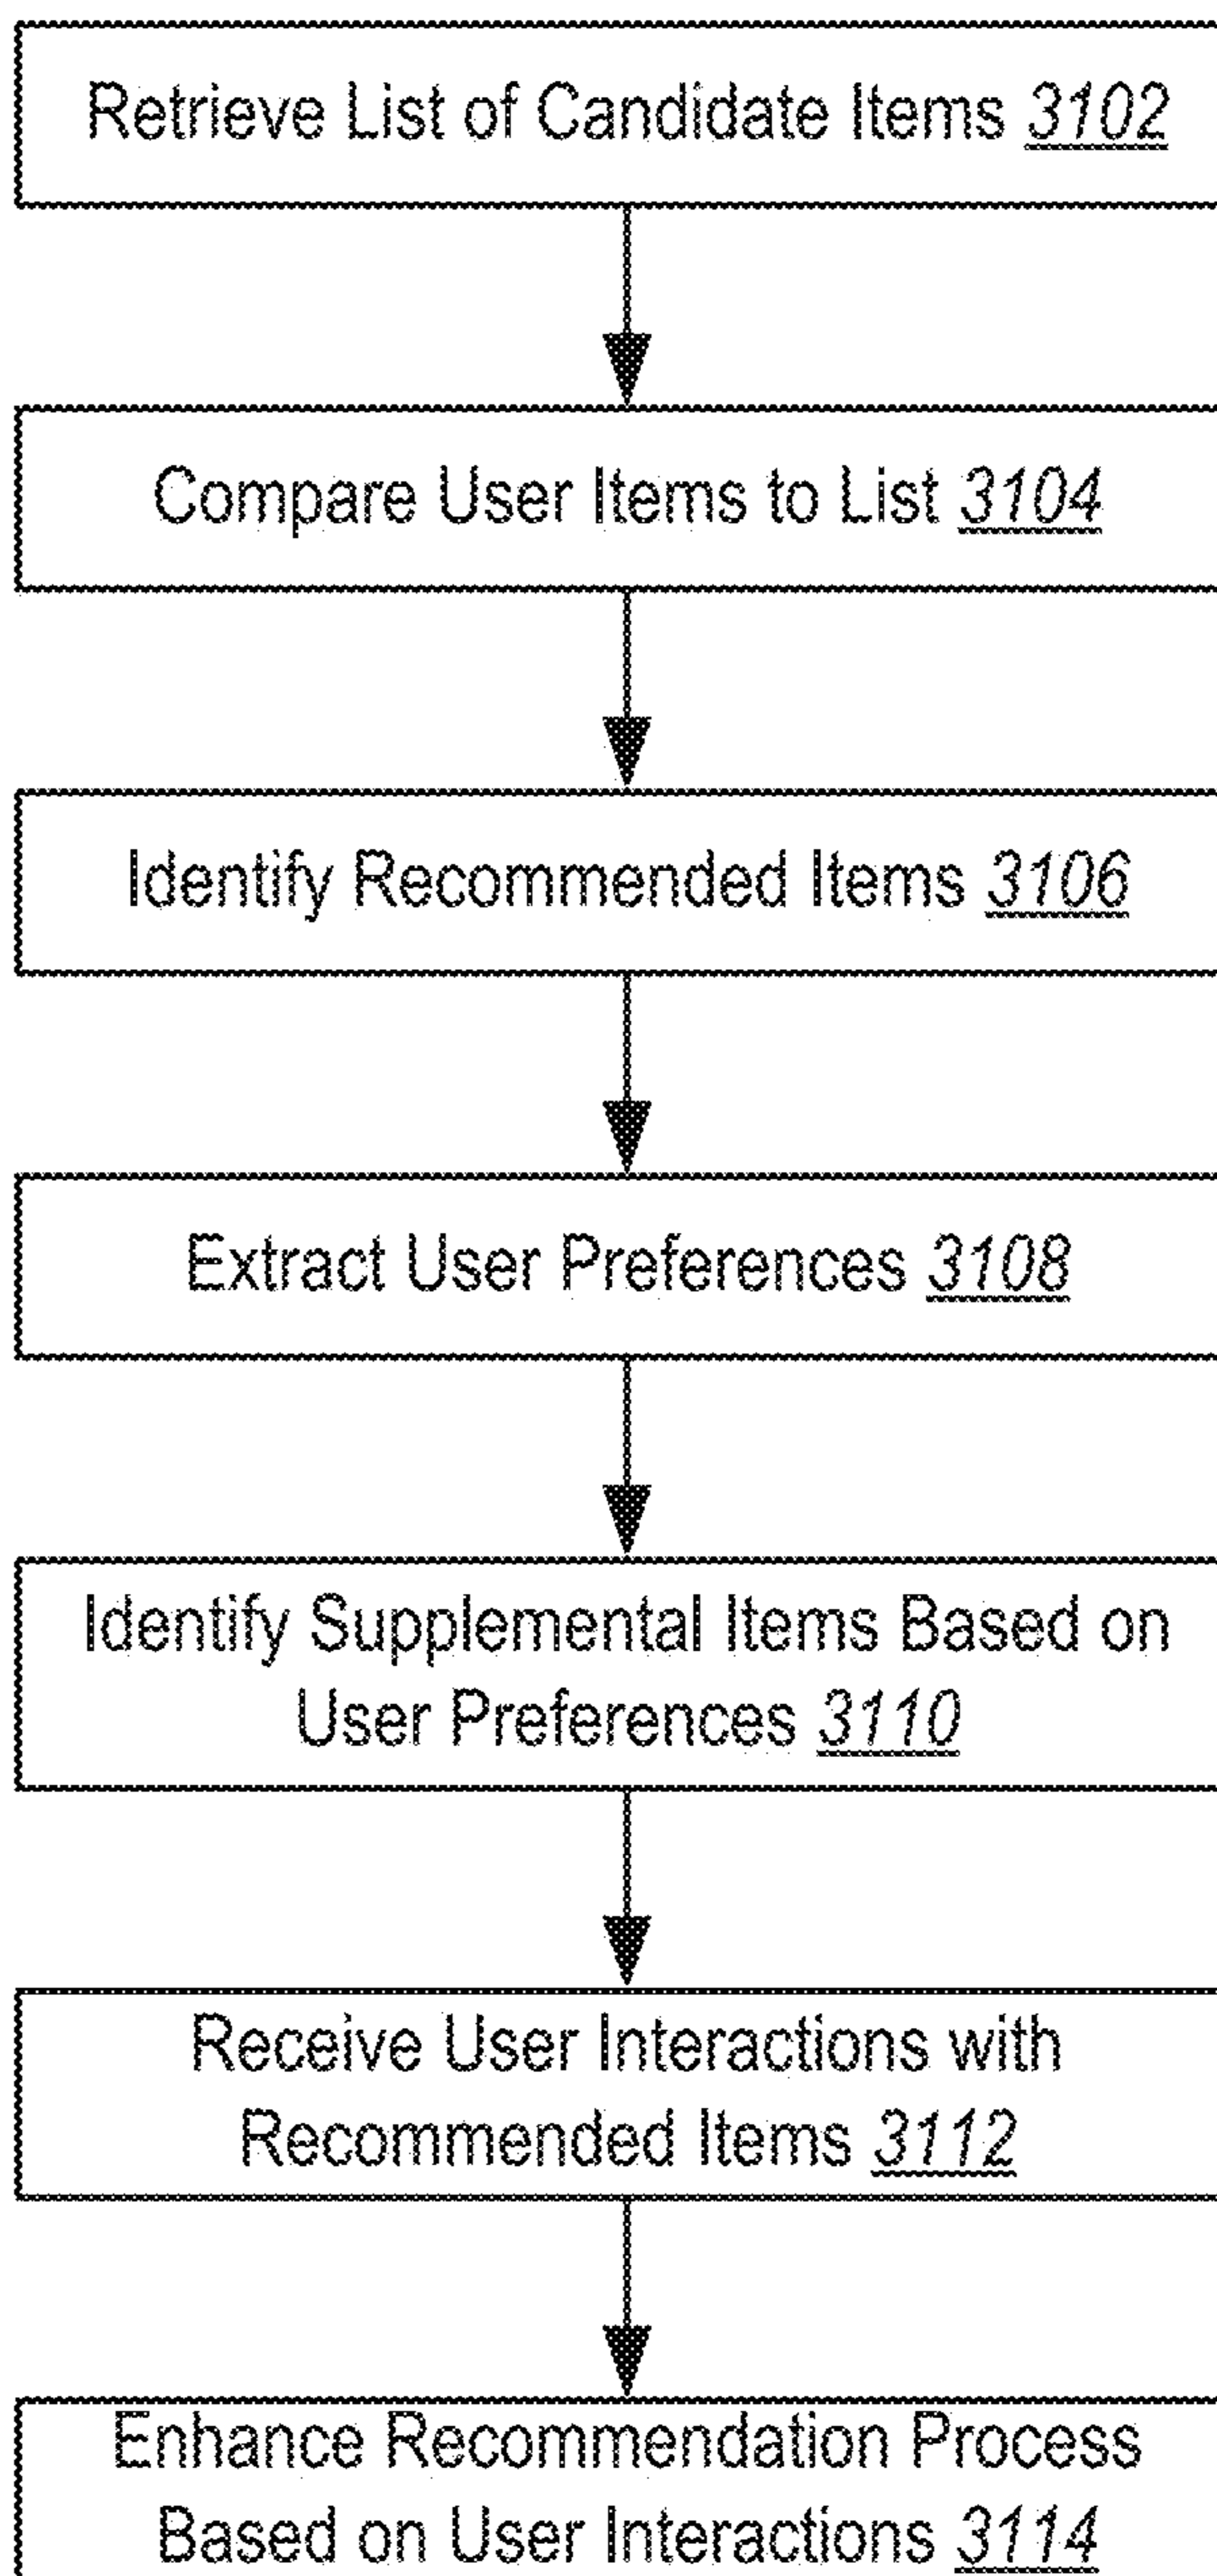 Retrieve List of Candidate Items 3102
Compare User Items to List 3104
Identify Recommended Items 3106
Extract User Preferences 3108
Identify Supplemental Items Based on
User Preferences 3110
Receive User Interactions with
Recommended Items 3112
Enhance Recommendation Process
Based on User Interactions 3114